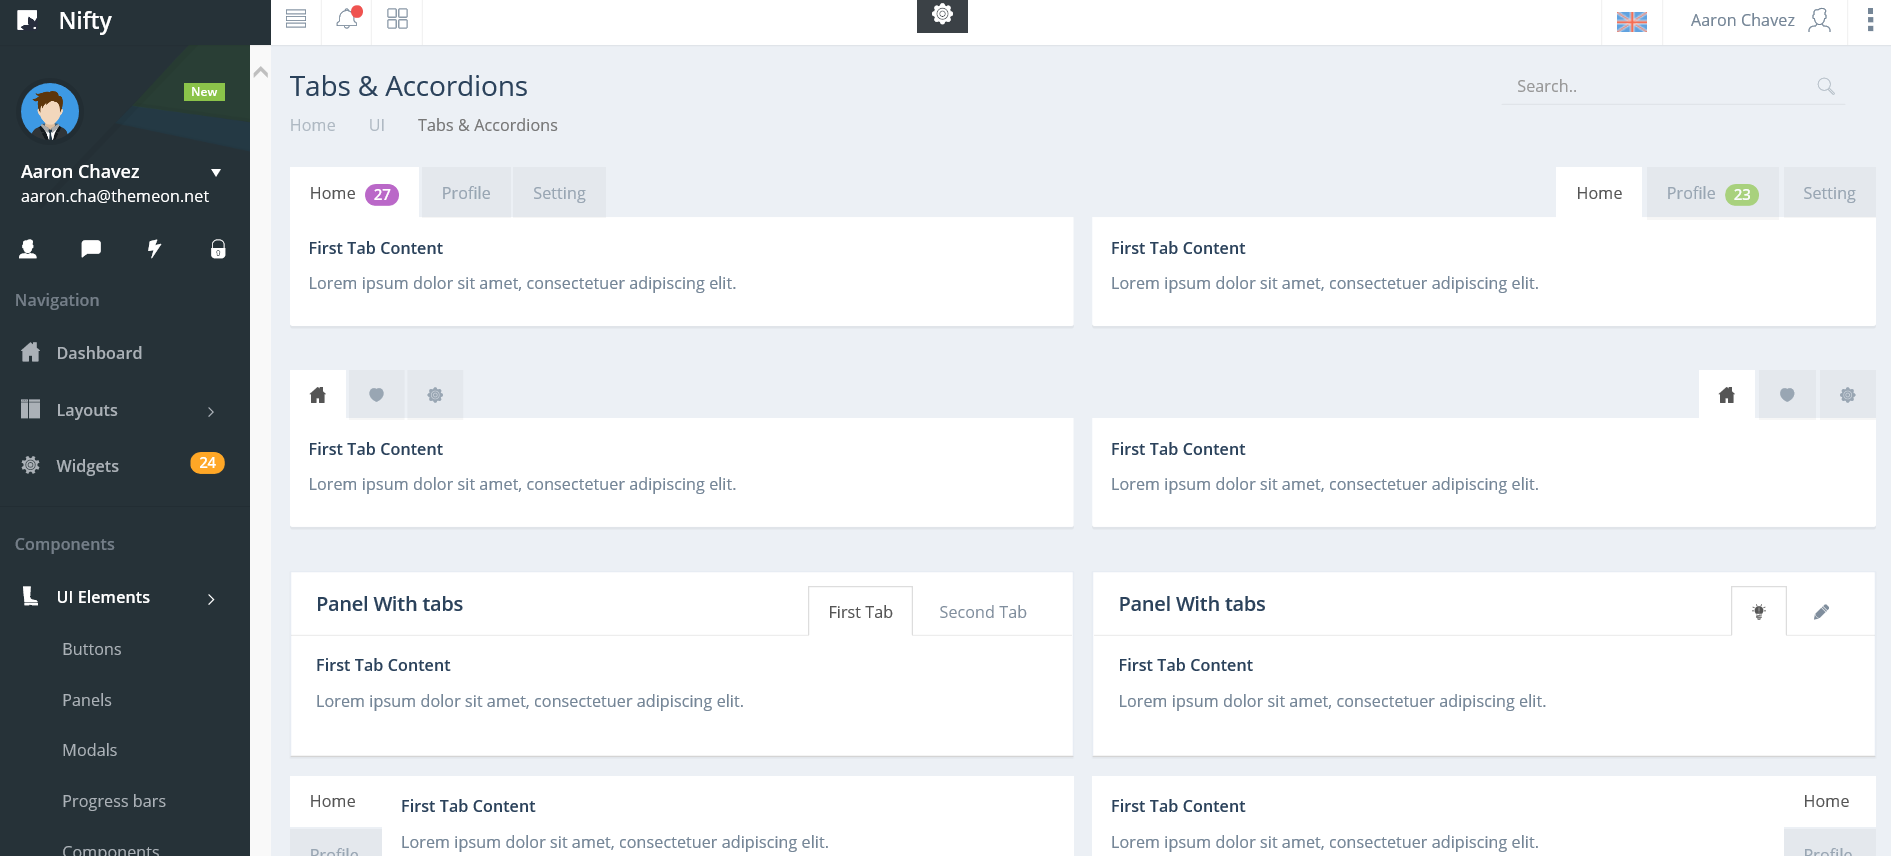 Nifty
Aaron Chavez
New
Aaron Chavez
aaron.cha@themeon.net
Navigation
Dashboard
Layouts
Widgets 24
Components
UI Elements
Buttons
Panels
Modals
Progress bars
Components
Tabs & Accordions
Search..
Home UI Tabs & Accordions
Home 27 Profile Setting
First Tab Content
Lorem ipsum dolor sit amet, consectetuer adipiscing elit.
Home Profile 23 Setting
First Tab Content
Lorem ipsum dolor sit amet, consectetuer adipiscing elit.
First Tab Content
Lorem ipsum dolor sit amet, consectetuer adipiscing elit.
First Tab Content
Lorem ipsum dolor sit amet, consectetuer adipiscing elit.
Panel With tabs First Tab Second Tab
First Tab Content
Lorem ipsum dolor sit amet, consectetuer adipiscing elit.
Panel With tabs
First Tab Content
Lorem ipsum dolor sit amet, consectetuer adipiscing elit.
Home
Profile
First Tab Content
Lorem ipsum dolor sit amet, consectetuer adipiscing elit.
First Tab Content
Lorem ipsum dolor sit amet, consectetuer adipiscing elit.
Home
Profile